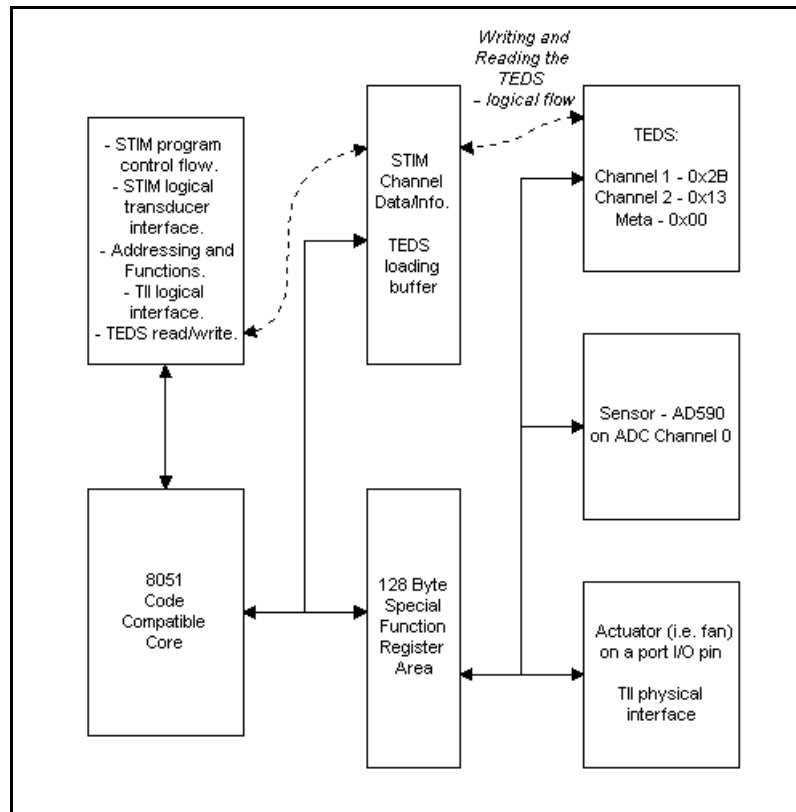 Writing and
Reading the
TEDS
- logical flow
- STIM program
control flow.
- STIM logical
transducer
interface.
- Addressing and
Functions.
- TII logical
interface.
- TEDS read/write.
STIM
Channel
Data/Info.
TEDS
loading
buffer
TEDS:
Channel 1 - 0x2B
Channel 2 - 0x13
Meta - 0x00
Sensor - AD590
on ADC Channel 0
8051
Code
Compatible
Core
128 Byte
Special
Function
Register
Area
Actuator (i.e. fan)
on a port I/O pin
TII physical
interface